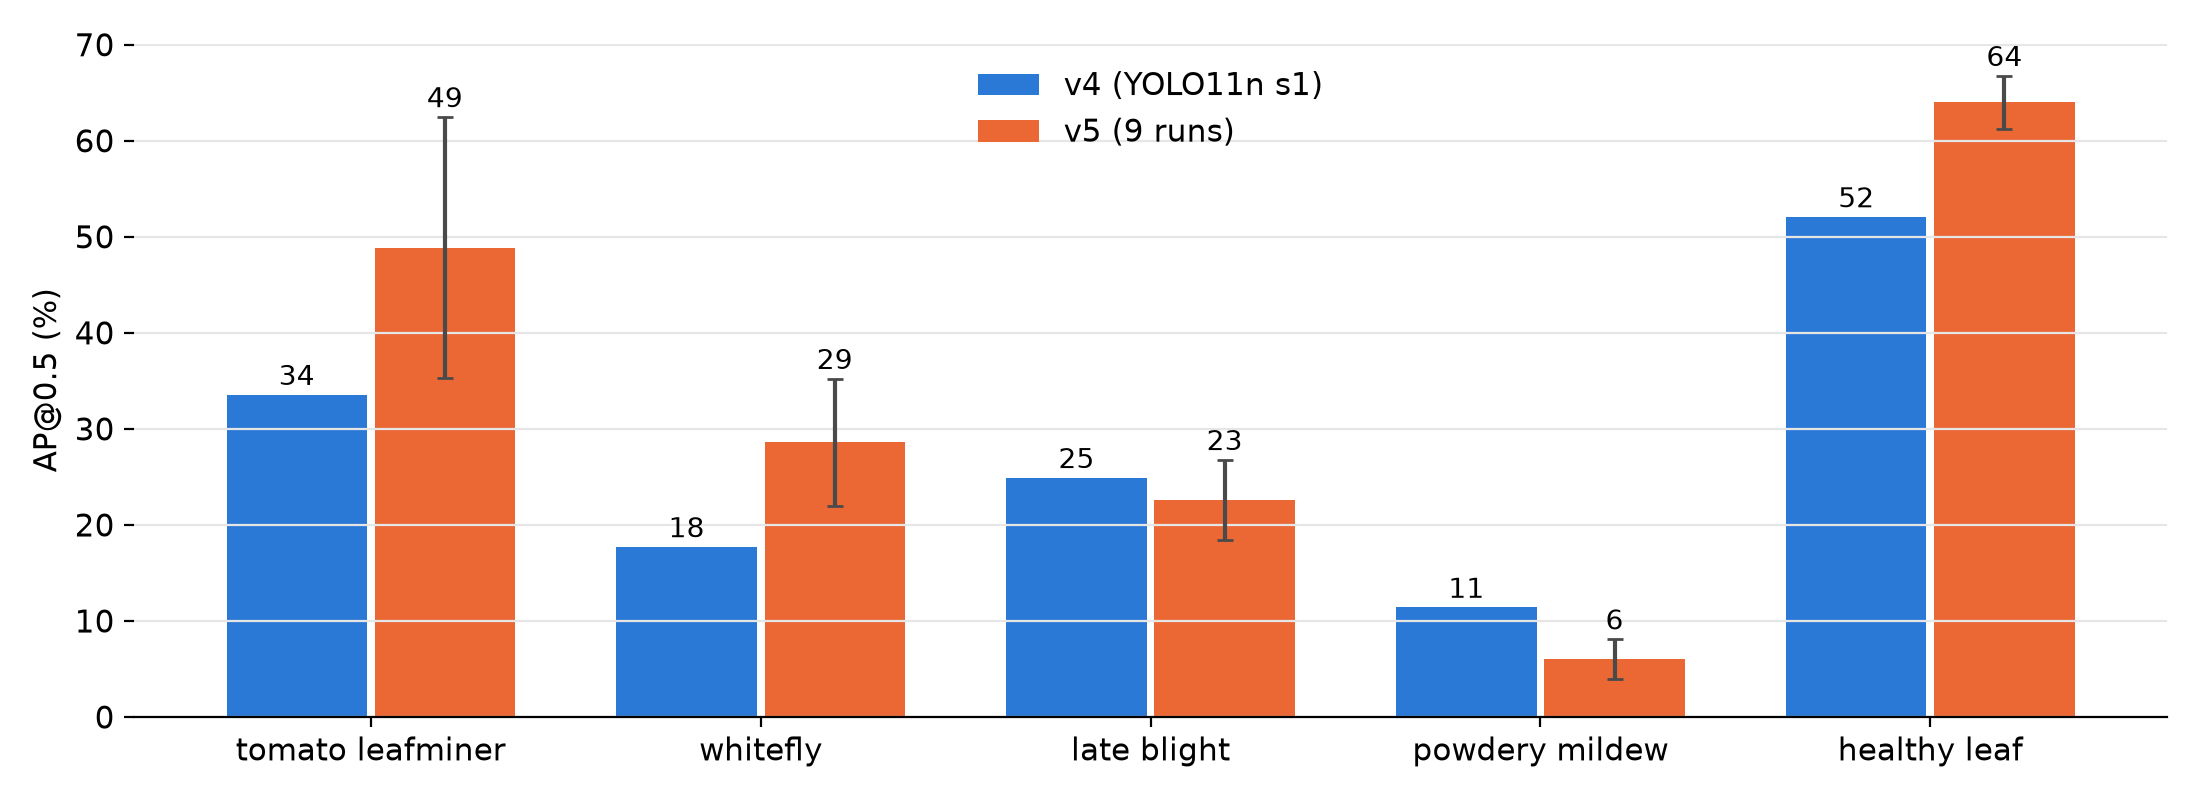 AP@0.5 (%)
70
60
50
40
30
20
10
0
v4 (YOLO11n s1)
v5 (9 runs)
34
49
18
29
25
23
11
6
52
64
tomato leafminer
whitefly
late blight
powdery mildew
healthy leaf